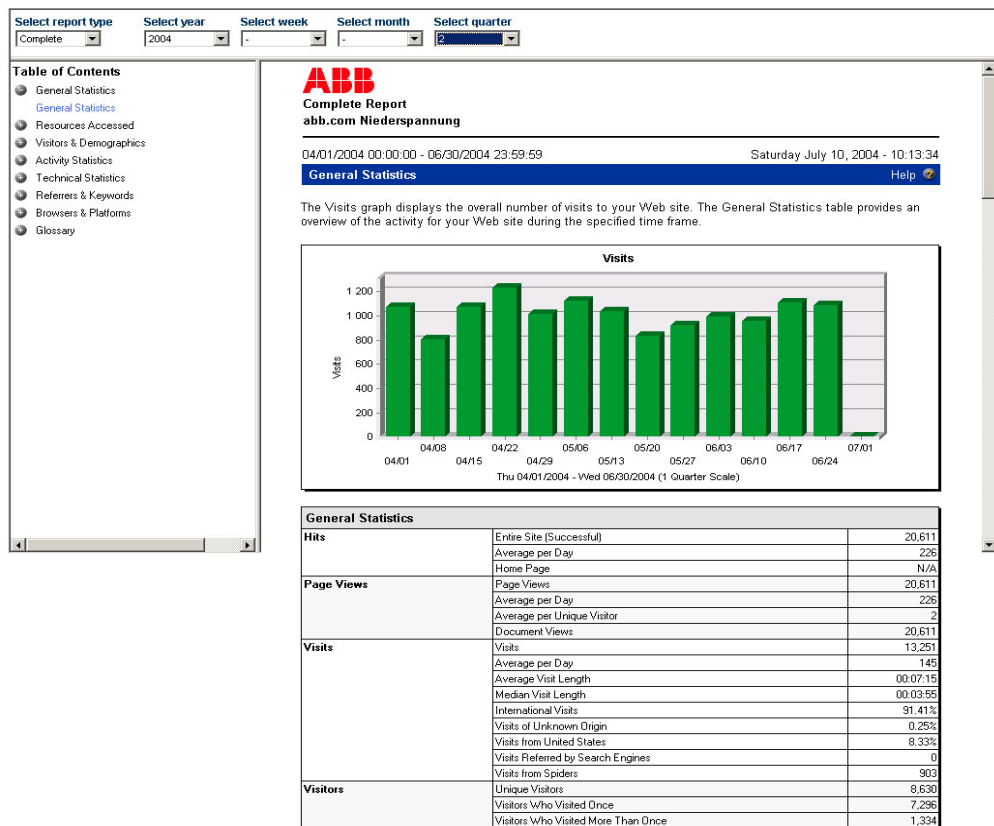 Select report type Select year Select week Select month Select quarter
Complete 2004 - - 2
Table of Contents
General Statistics
General Statistics
Resources Accessed
Visitors & Demographics
Activity Statistics
Technical Statistics
Referrers & Keywords
Browsers & Platforms
Glossary
ABB
Complete Report
abb.com Niederspannung
04/01/2004 00:00:00 - 06/30/2004 23:59:59 Saturday July 10, 2004 - 10:13:34
General Statistics Help ?
The Visits graph displays the overall number of visits to your Web site. The General Statistics table provides an
overview of the activity for your Web site during the specified time frame.
Visits
1 200
1 000
800
600
400
200
0
Visits
04/08 04/22 05/06 05/20 06/03 06/17 07/01
04/01 04/15 04/29 05/13 05/27 06/10 06/24
Thu 04/01/2004 - Wed 06/30/2004 (1 Quarter Scale)
General Statistics
Hits Entire Site (Successful) 20,611
Average per Day 226
Home Page N/A
Page Views Page Views 20,611
Average per Day 226
Average per Unique Visitor 2
Document Views 20,611
Visits Visits 13,251
Average per Day 145
Average Visit Length 00:07:15
Median Visit Length 00:03:55
International Visits 91.41%
Visits of Unknown Origin 0.25%
Visits from United States 8.33%
Visits Referred by Search Engines 0
Visits from Spiders 903
Visitors Unique Visitors 8,630
Visitors Who Visited Once 7,296
Visitors Who Visited More Than Once 1,334